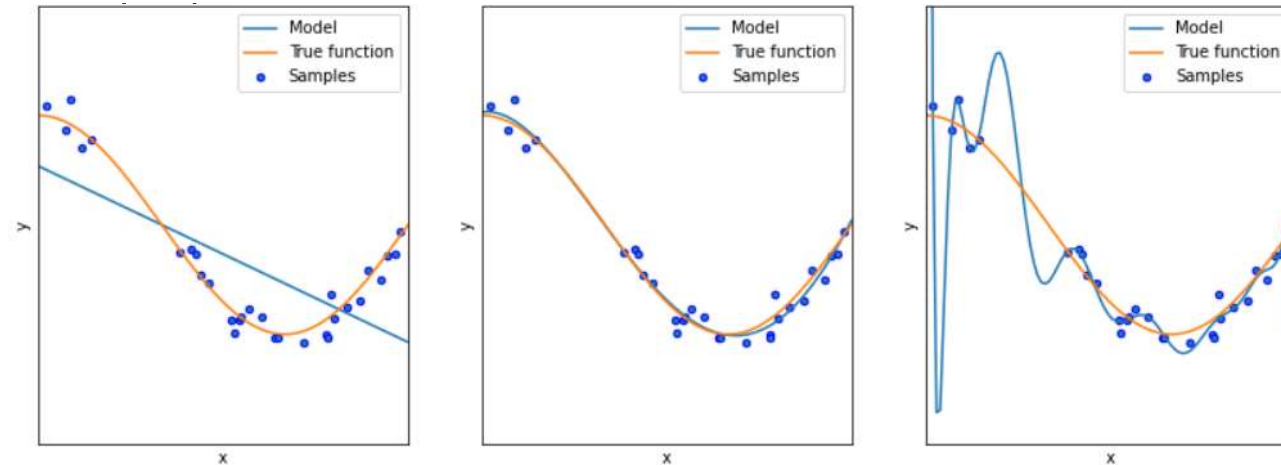 Model
True function
Samples
y
x
Model
True function
Samples
y
x
Model
True function
Samples
y
x